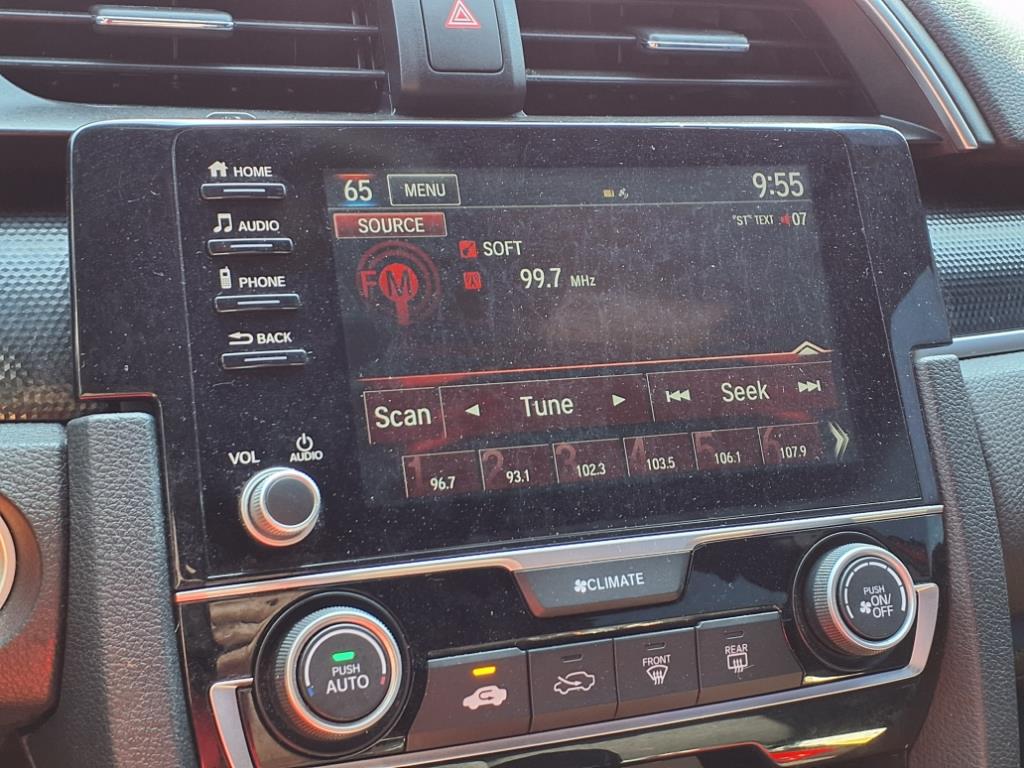 HOME
65 MENU 9:55
AUDIO
SOURCE "ST" TEXT 07
SOFT
FM
PHONE
99.7 MHz
BACK
Scan Tune Seek
VOL AUDIO
1 96.7 2 93.1 3 102.3 4 103.5 5 106.1 6 107.9
CLIMATE
PUSH
ON/
OFF
PUSH
AUTO
FRONT
REAR